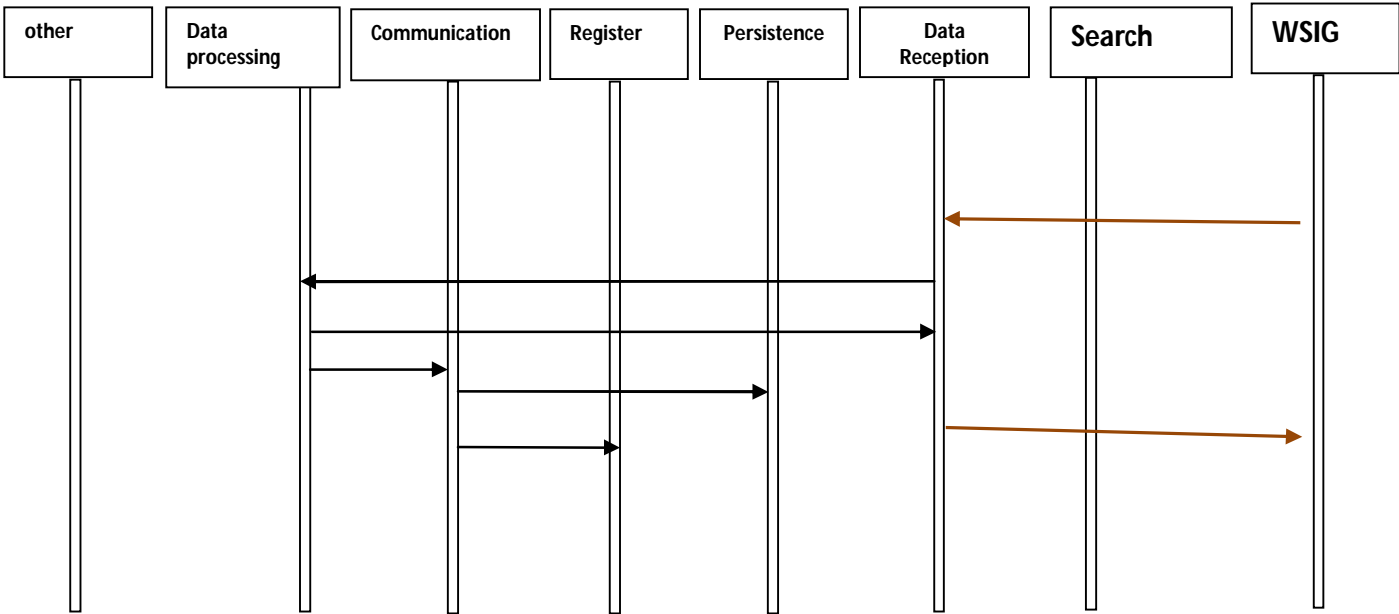 other
Data
processing
Communication
Register
Persistence
Data
Reception
Search
WSIG